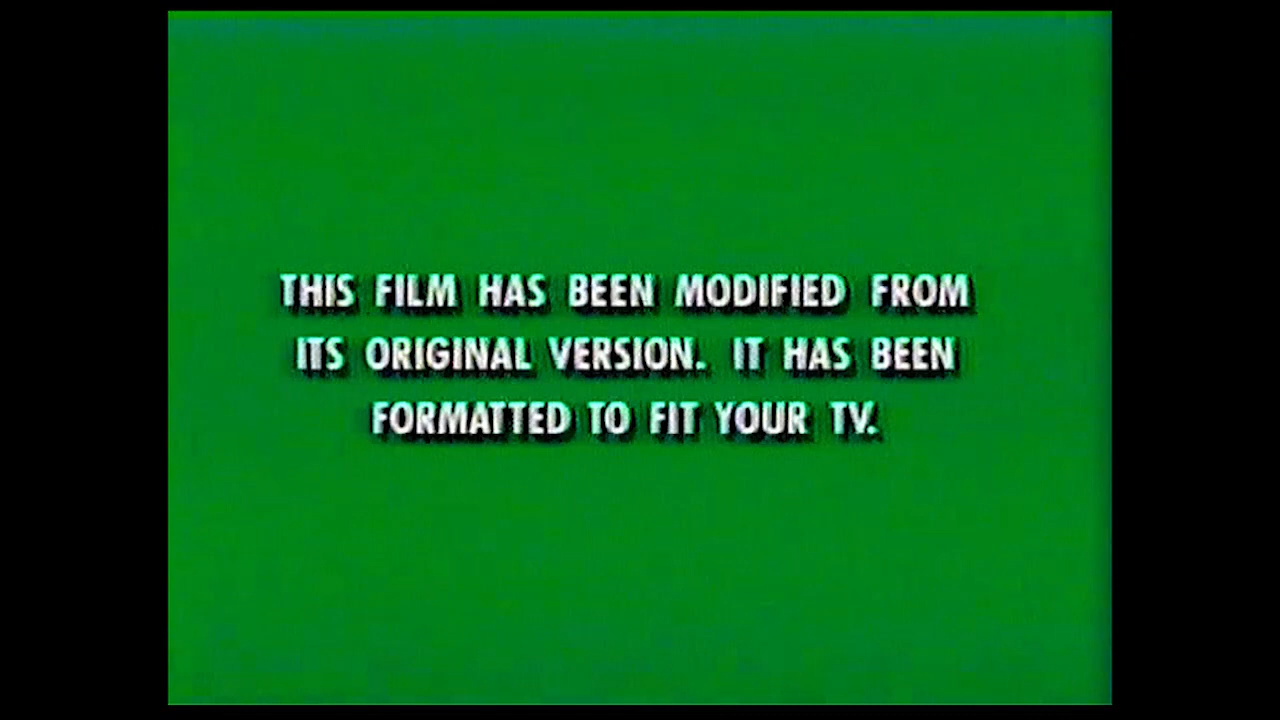 THIS FILM HAS BEEN MODIFIED FROM
ITS ORIGINAL VERSION. IT HAS BEEN
FORMATTED TO FIT YOUR TV.